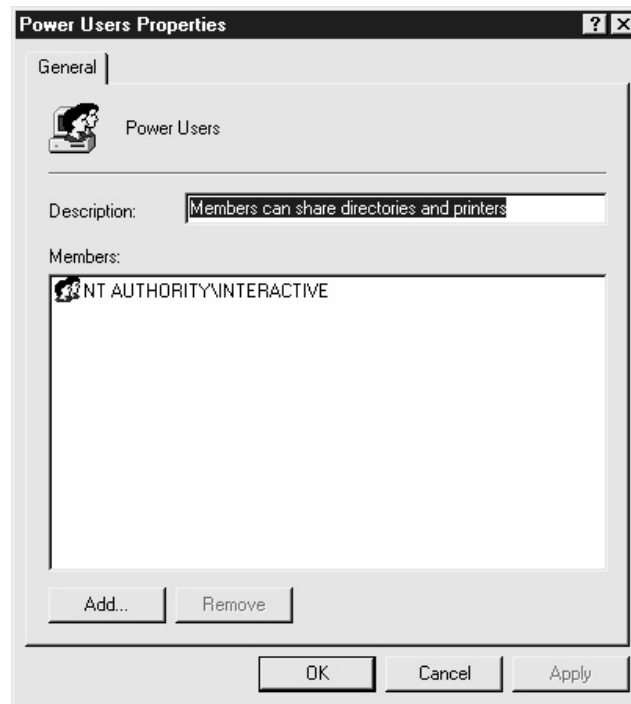 Power Users Properties
General
Power Users
Description: Members can share directories and printers
Members:
NT AUTHORITY\INTERACTIVE
Add... Remove
OK Cancel Apply